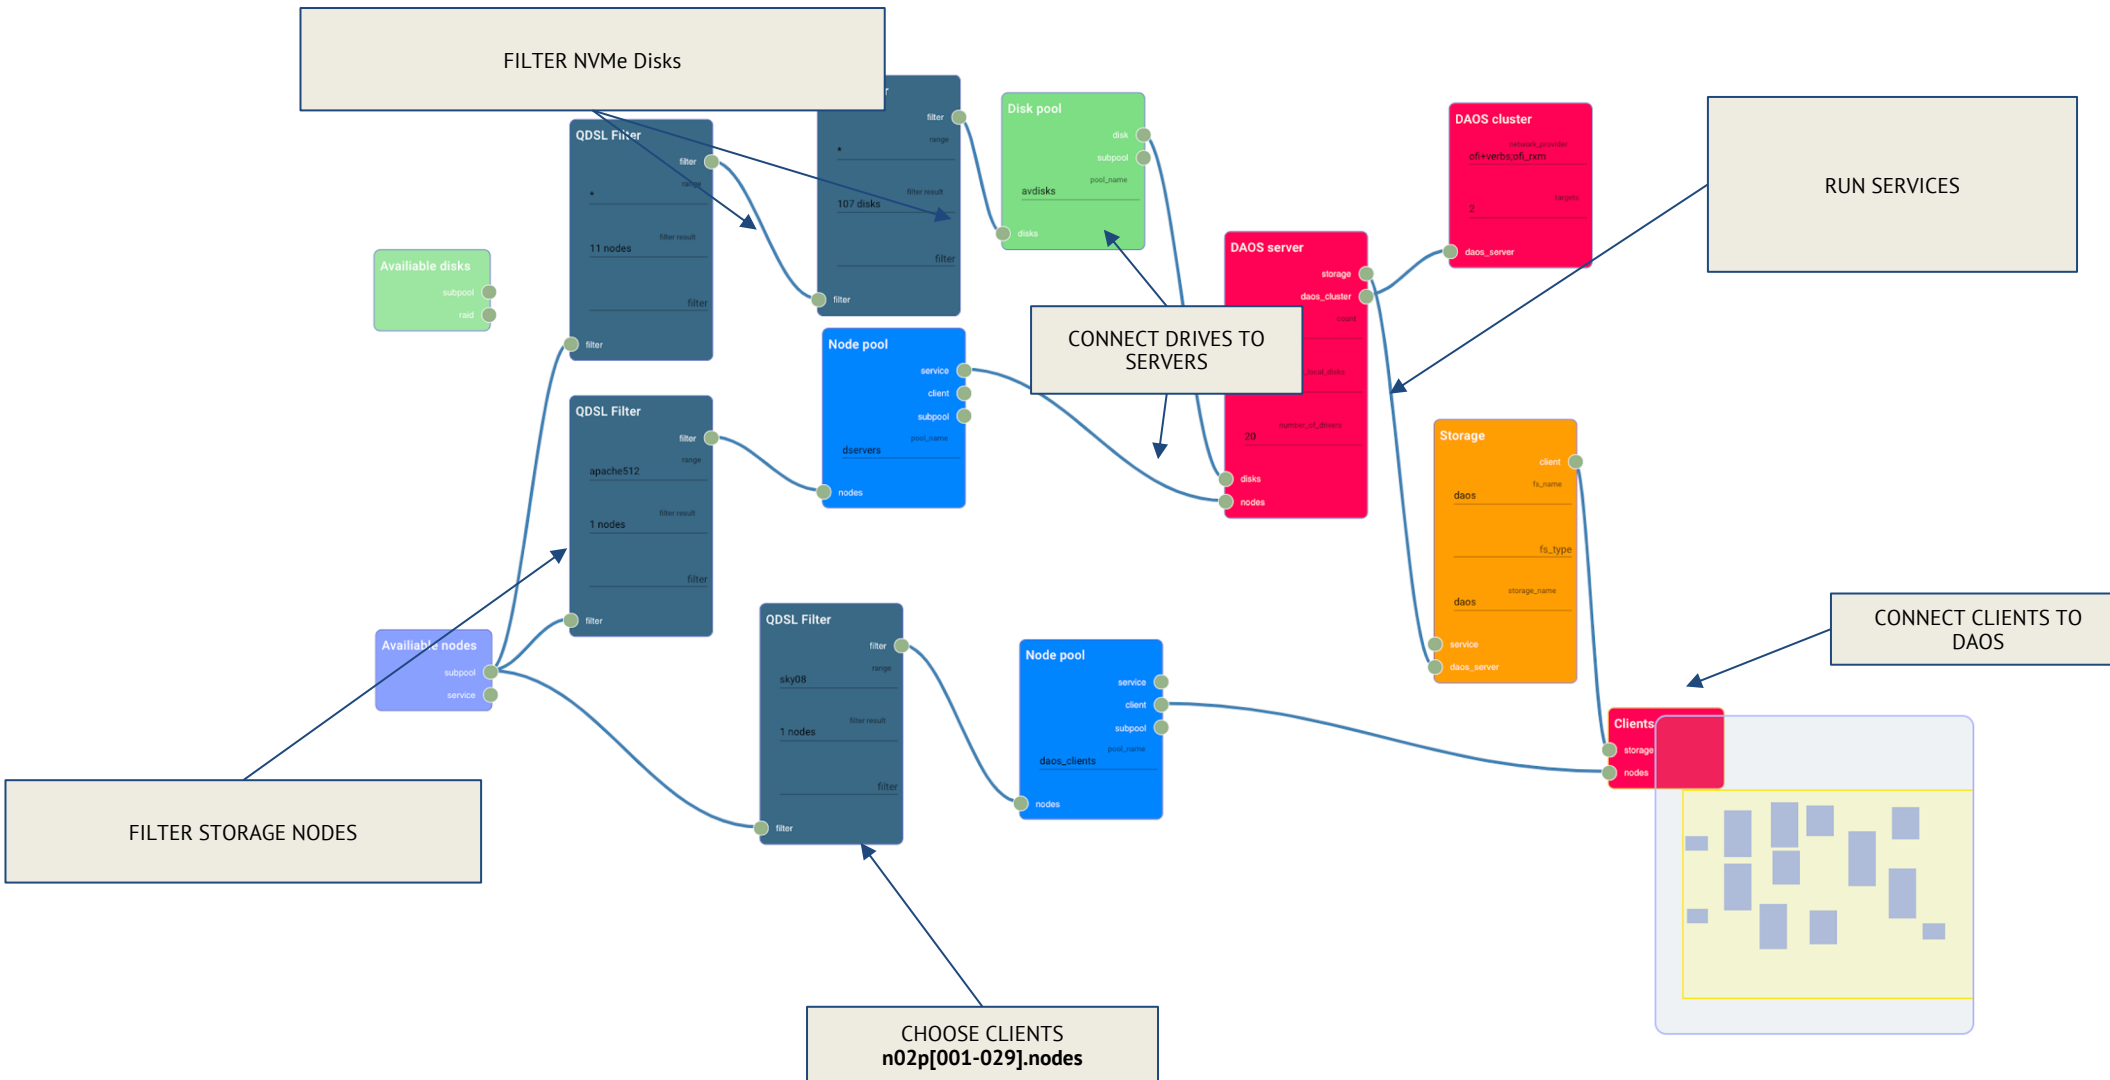 FILTER NVMe Disks
r
filter
range
*
filter result
107 disks
filter
filter
QDSL Filter
filter
range
*
filter result
11 nodes
filter
filter
Disk pool
disk
subpool
pool_name
avdisks
disks
DAOS cluster
network_provider
ofi+verbs;ofi_rxm
targets
2
daos_server
RUN SERVICES
Availiable disks
subpool
raid
DAOS server
storage
daos_cluster
count
_local_disks
number_of_drivers
20
disks
nodes
CONNECT DRIVES TO
SERVERS
Node pool
service
client
subpool
pool_name
dservers
nodes
QDSL Filter
filter
range
apache512
filter result
1 nodes
filter
filter
Storage
client
fs_name
daos
fs_type
storage_name
daos
service
daos_server
Availiable nodes
subpool
service
QDSL Filter
filter
range
sky08
filter result
1 nodes
filter
filter
Node pool
service
client
subpool
pool_name
daos_clients
nodes
CONNECT CLIENTS TO
DAOS
Clients
storage
nodes
FILTER STORAGE NODES
CHOOSE CLIENTS
n02p[001-029].nodes